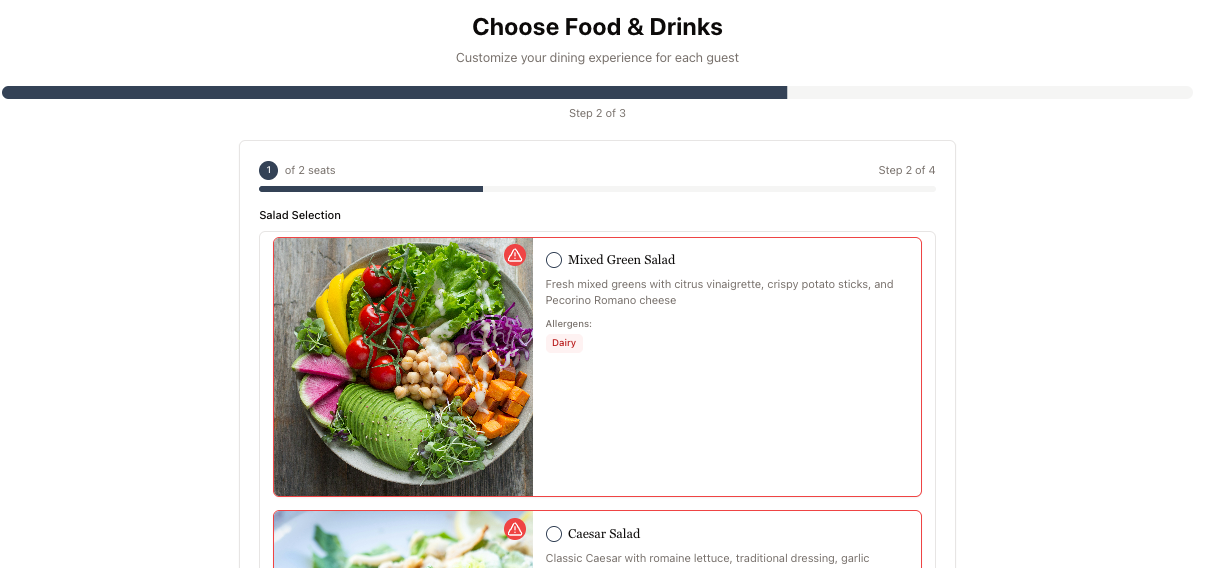 Choose Food & Drinks
Customize your dining experience for each guest
Step 2 of 3
1 of 2 seats
Step 2 of 4
Salad Selection
Mixed Green Salad
Fresh mixed greens with citrus vinaigrette, crispy potato sticks, and
Pecorino Romano cheese
Allergens:
Dairy
Caesar Salad
Classic Caesar with romaine lettuce, traditional dressing, garlic